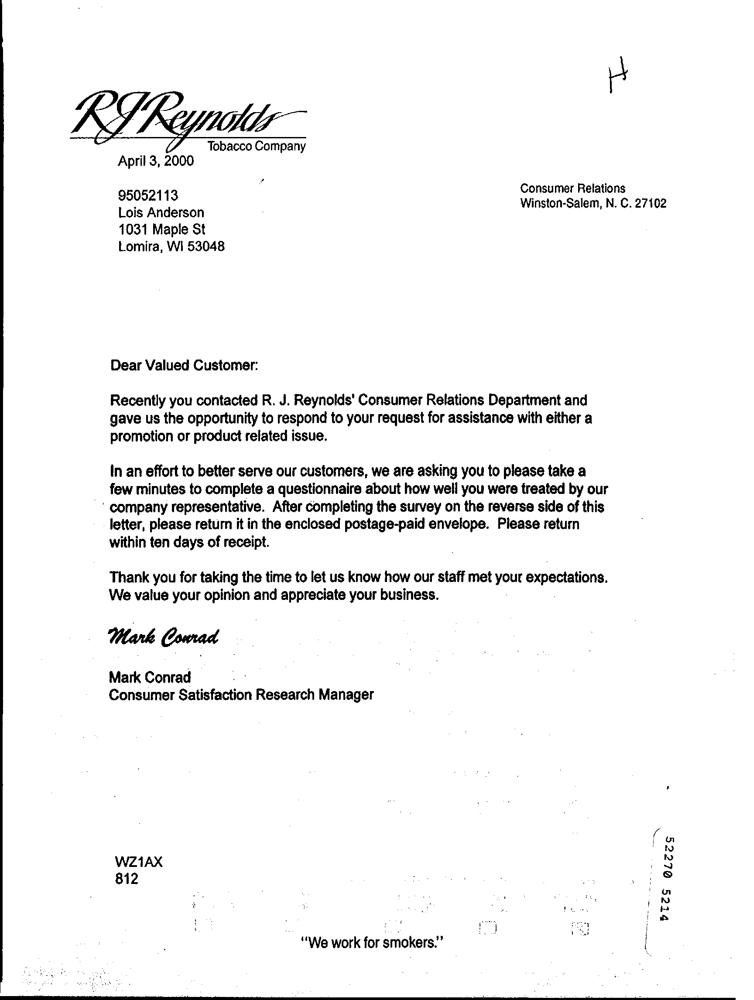 H
RJReynolds
Tobacco Company
April 3, 2000
95052113
Lois Anderson
1031 Maple St
Lomira, WI 53048
Consumer Relations
Winston-Salem, N. C. 27102
Dear Valued Customer:
Recently you contacted R. J. Reynolds' Consumer Relations Department and
gave us the opportunity to respond to your request for assistance with either a
promotion or product related issue.
In an effort to better serve our customers, we are asking you to please take a
few minutes to complete a questionnaire about how well you were treated by our
company representative. After completing the survey on the reverse side of this
letter, please return it in the enclosed postage-paid envelope. Please return
within ten days of receipt.
Thank you for taking the time to let us know how our staff met your expectations.
We value your opinion and appreciate your business.
Mark Conrad
Mark Conrad
Consumer Satisfaction Research Manager
WZ1AX
812
"We work for smokers."
52270 5214